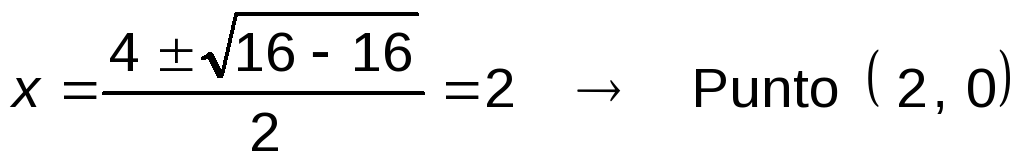 x = (4 ± √(16 - 16)) / 2 = 2 → Punto (2, 0)